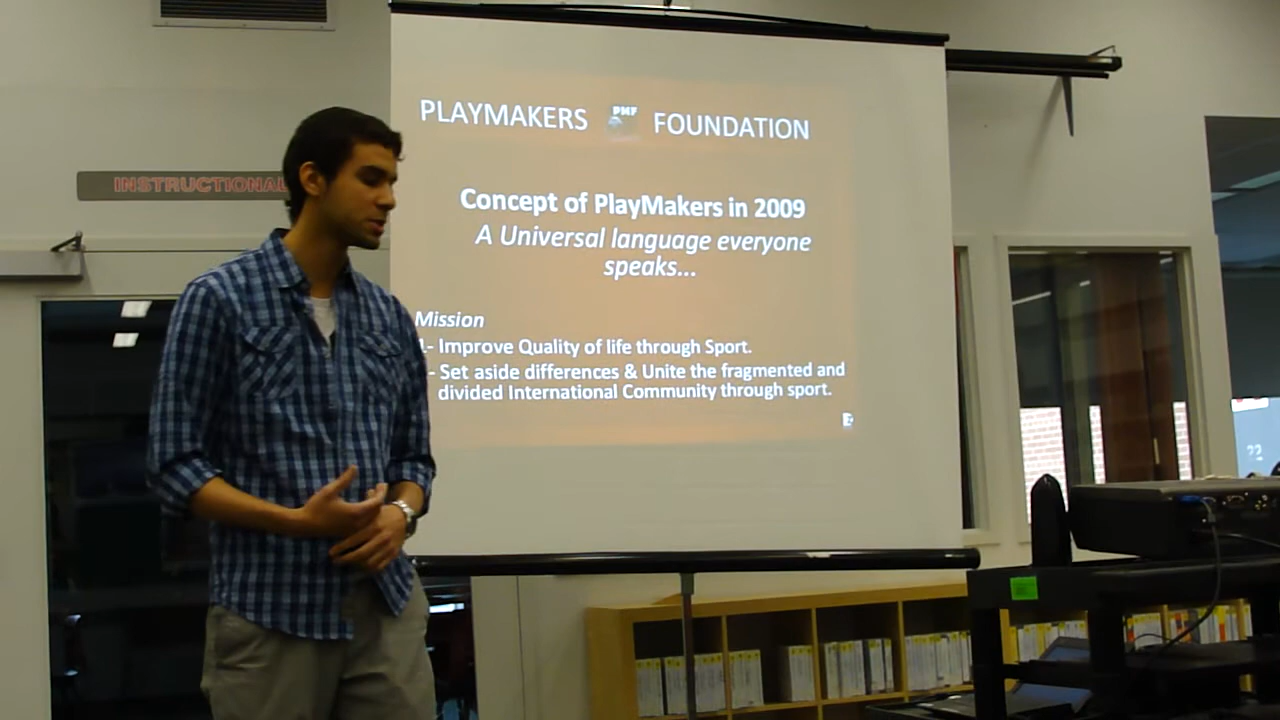 PLAYMAKERS PMF FOUNDATION
INSTRUCTIONAL
Concept of PlayMakers in 2009
A Universal language everyone
speaks...
Mission
- Improve Quality of life through Sport.
- Set aside differences & Unite the fragmented and
divided International Community through sport.